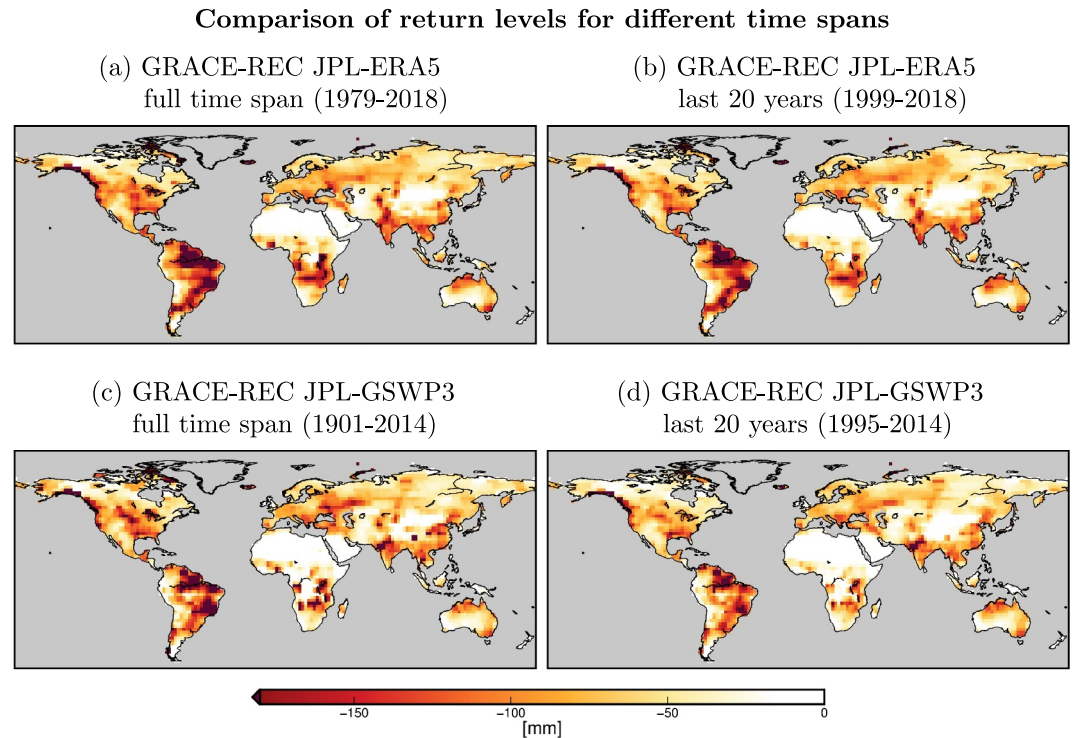 Comparison of return levels for different time spans
(a) GRACE-REC JPL-ERA5
full time span (1979-2018)
(b) GRACE-REC JPL-ERA5
last 20 years (1999-2018)
(c) GRACE-REC JPL-GSWP3
full time span (1901-2014)
(d) GRACE-REC JPL-GSWP3
last 20 years (1995-2014)
−150 −100 −50 0
[mm]